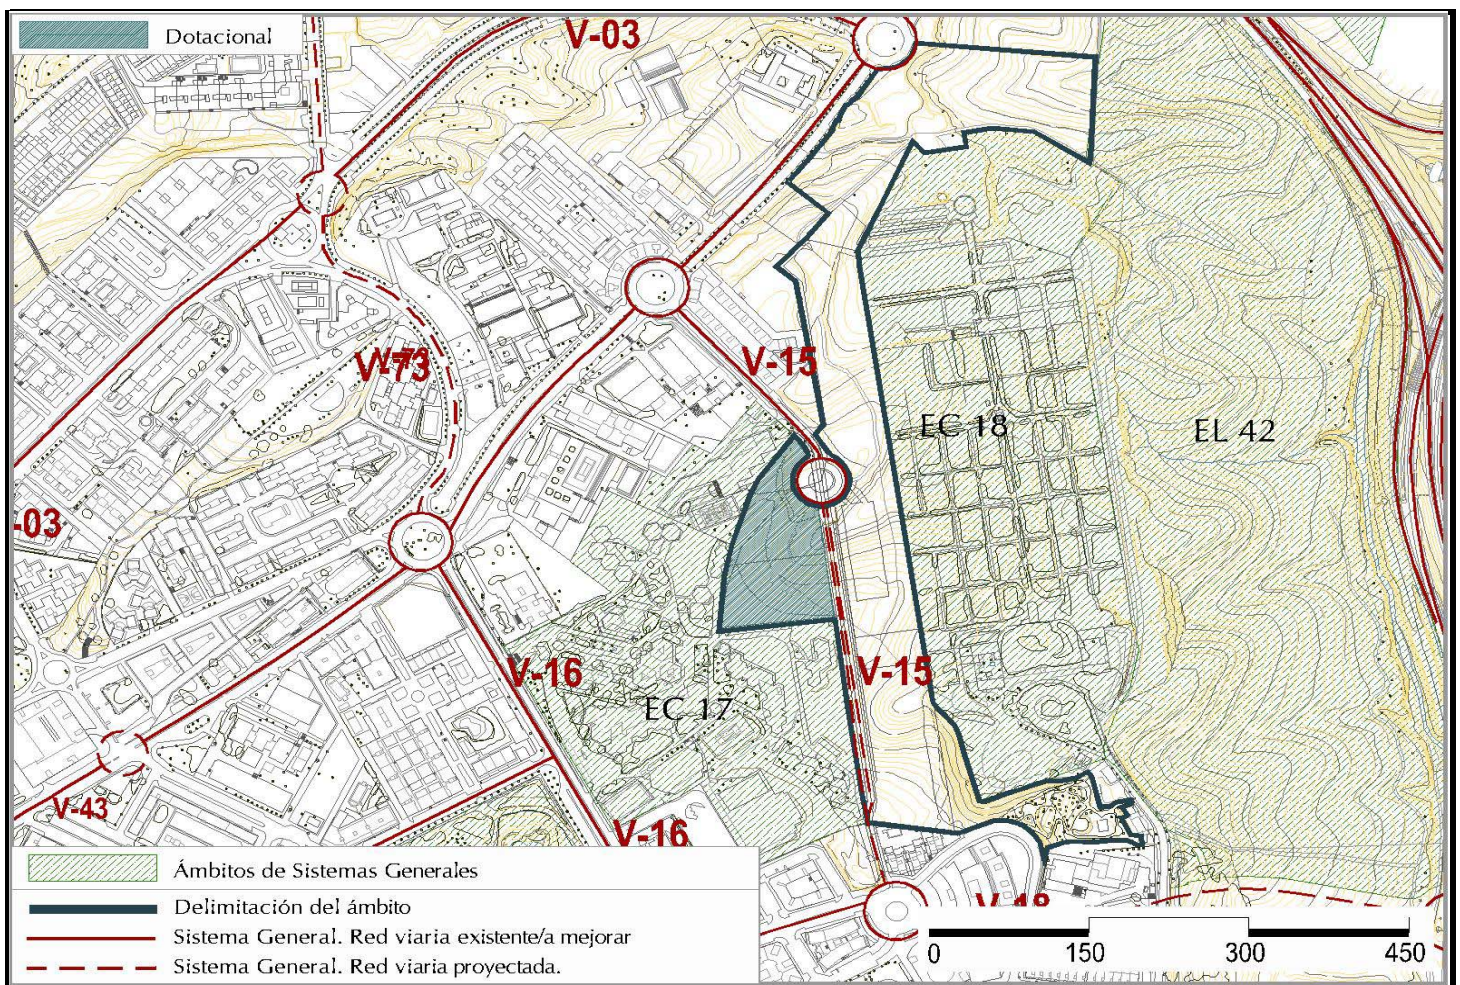 Dotacional
V-03
V-15
V-73
EC 18
EL 42
-03
V-16
V-15
EC 17
V-43
V-16
Ámbitos de Sistemas Generales
Delimitación del ámbito
Sistema General. Red viaria existente/a mejorar
Sistema General. Red viaria proyectada.
0 150 300 450